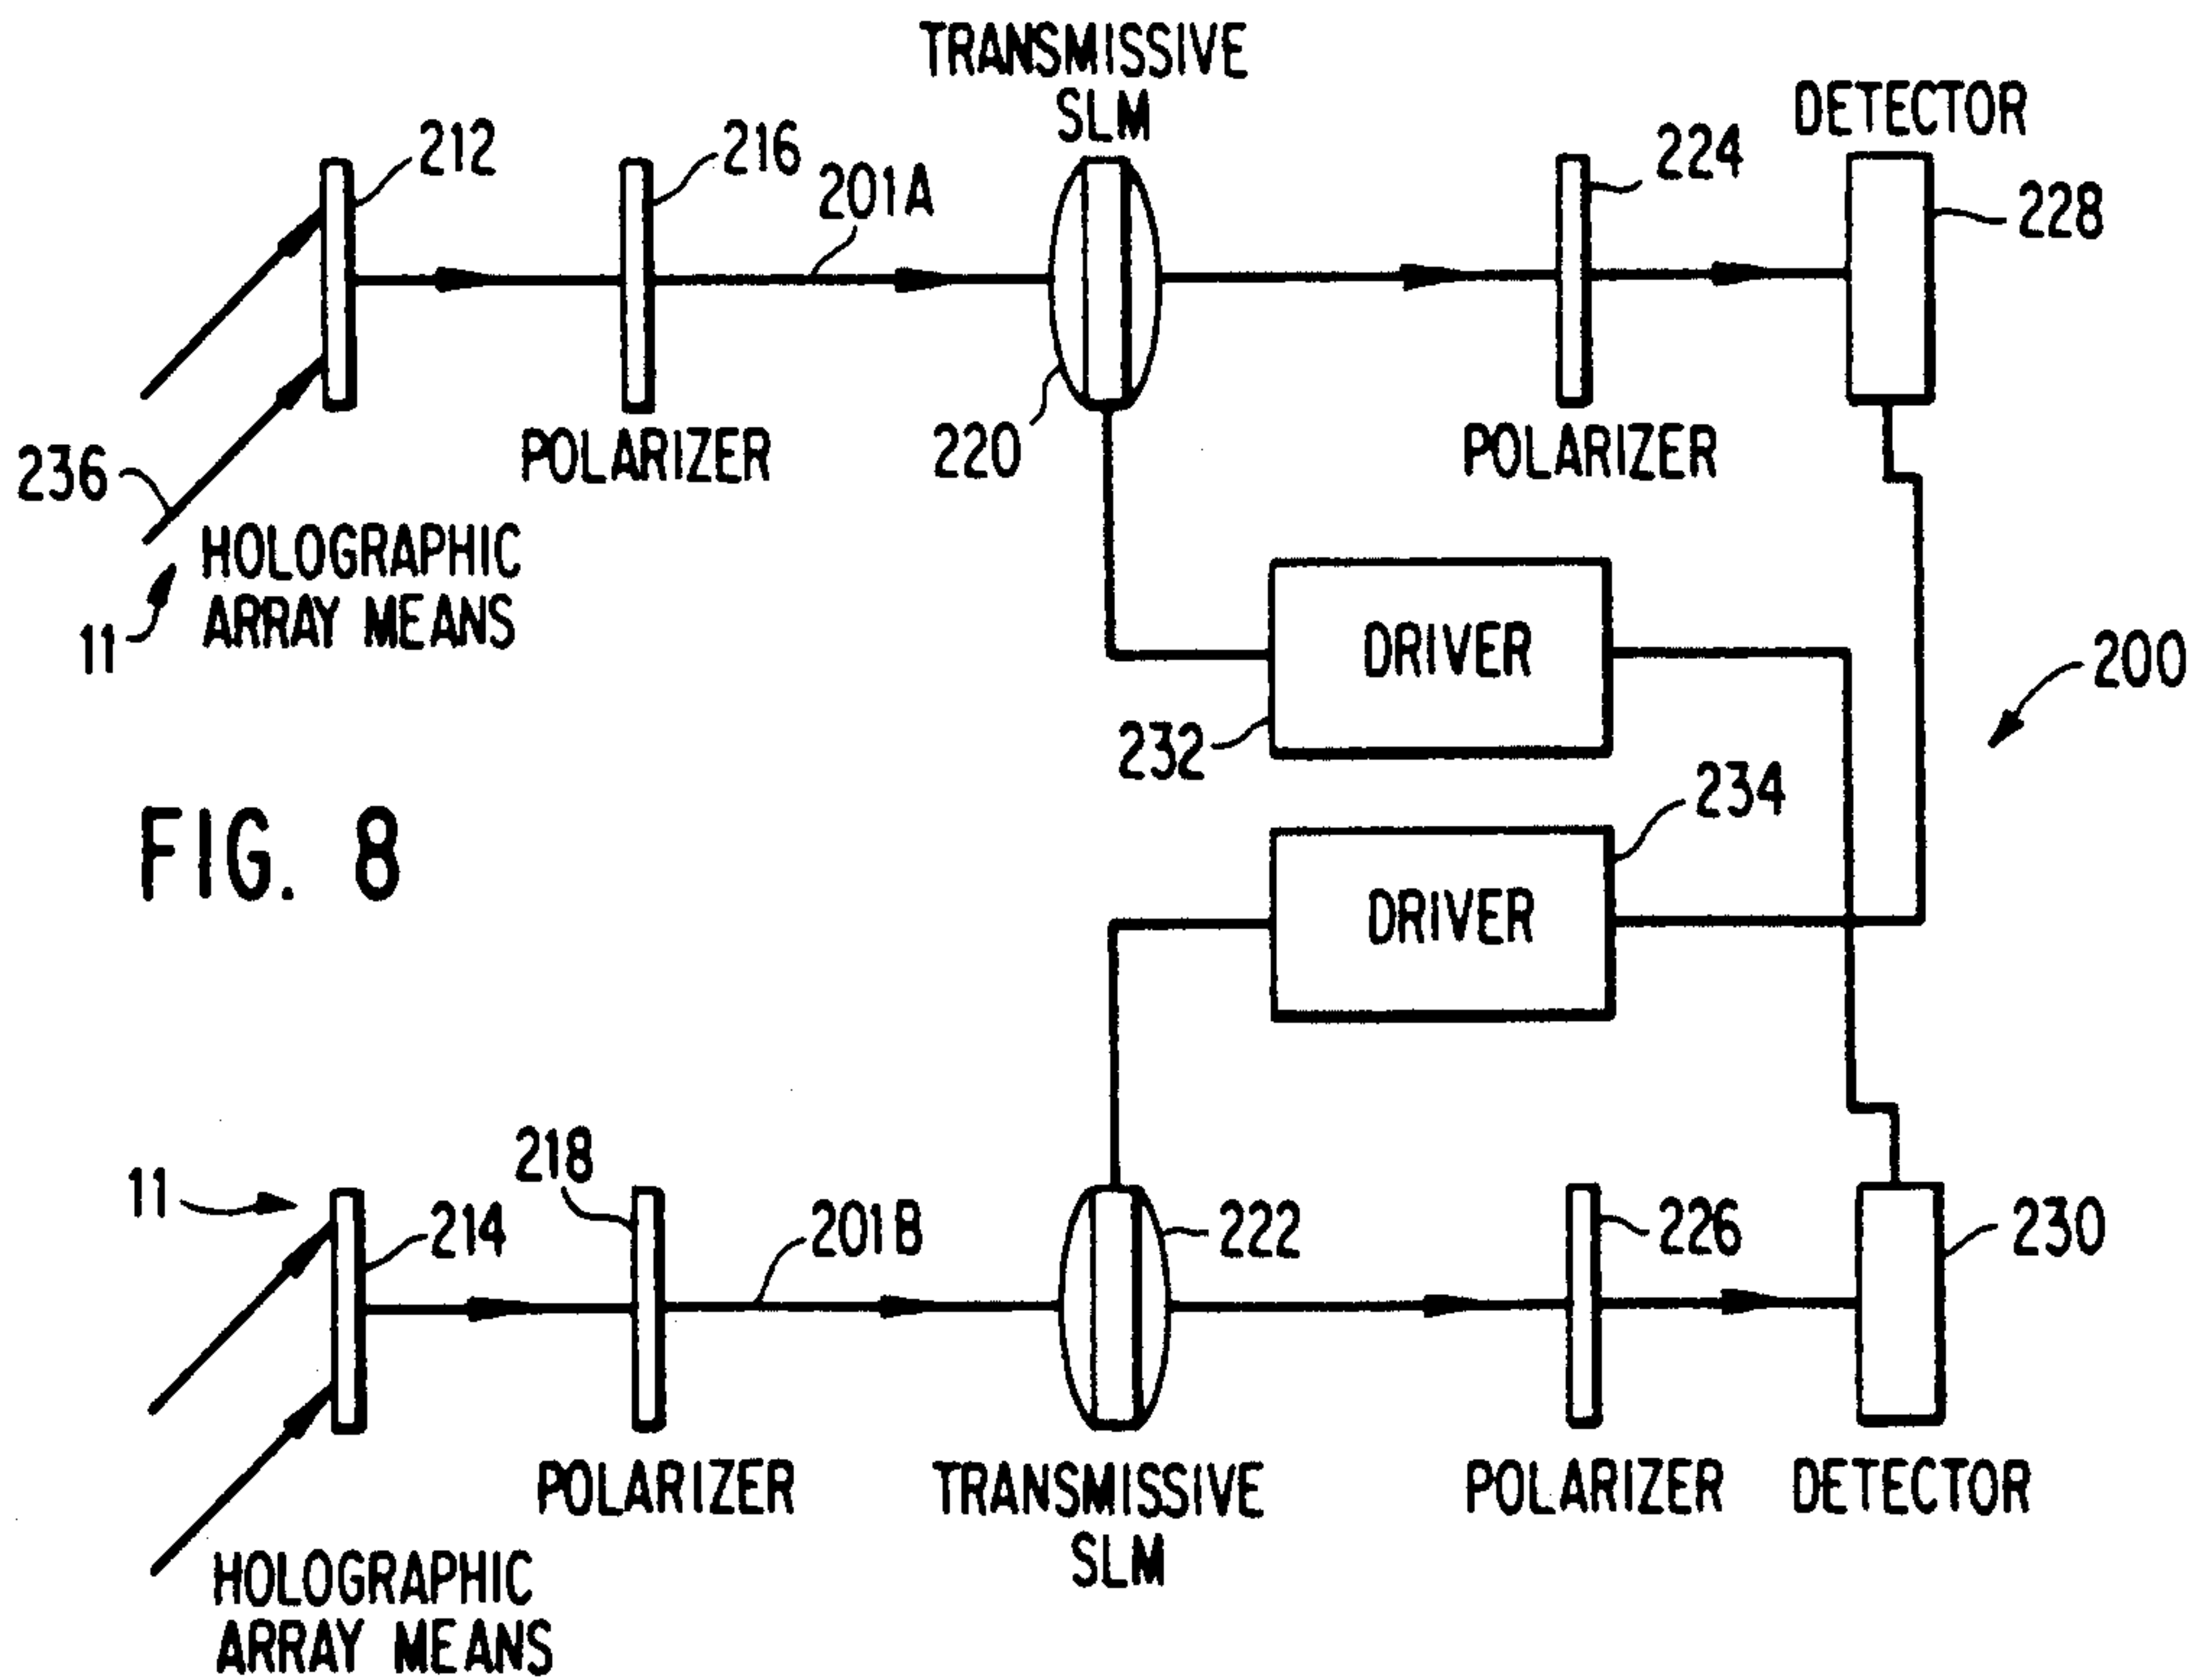 TRANSMISSIVE
SLM
DETECTOR
212
216
201A
224
228
POLARIZER
220
POLARIZER
236
HOLOGRAPHIC
ARRAY MEANS
11
DRIVER
200
232
234
FIG. 8
DRIVER
218
11
214
201B
222
226
230
POLARIZER
TRANSMISSIVE
SLM
POLARIZER
DETECTOR
HOLOGRAPHIC
ARRAY MEANS